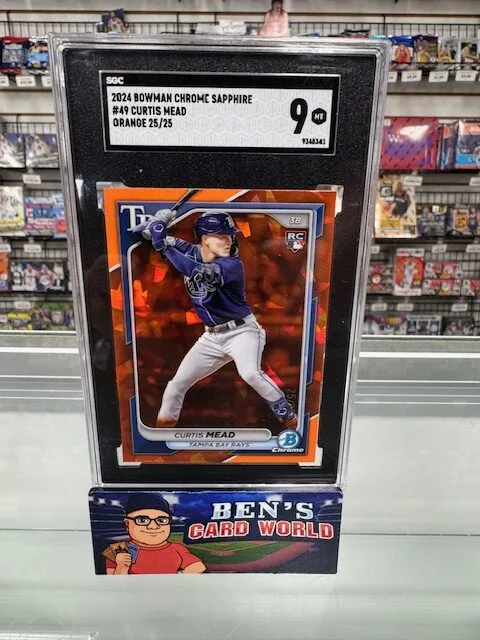 SGC
2024 BOWMAN CHROME SAPPHIRE
#49 CURTIS MEAD
ORANGE 25/25
9 MT
9348341
TB
3B
RC
CURTIS MEAD
TAMPA BAY RAYS
B
Chrome
BEN'S
CARD WORLD